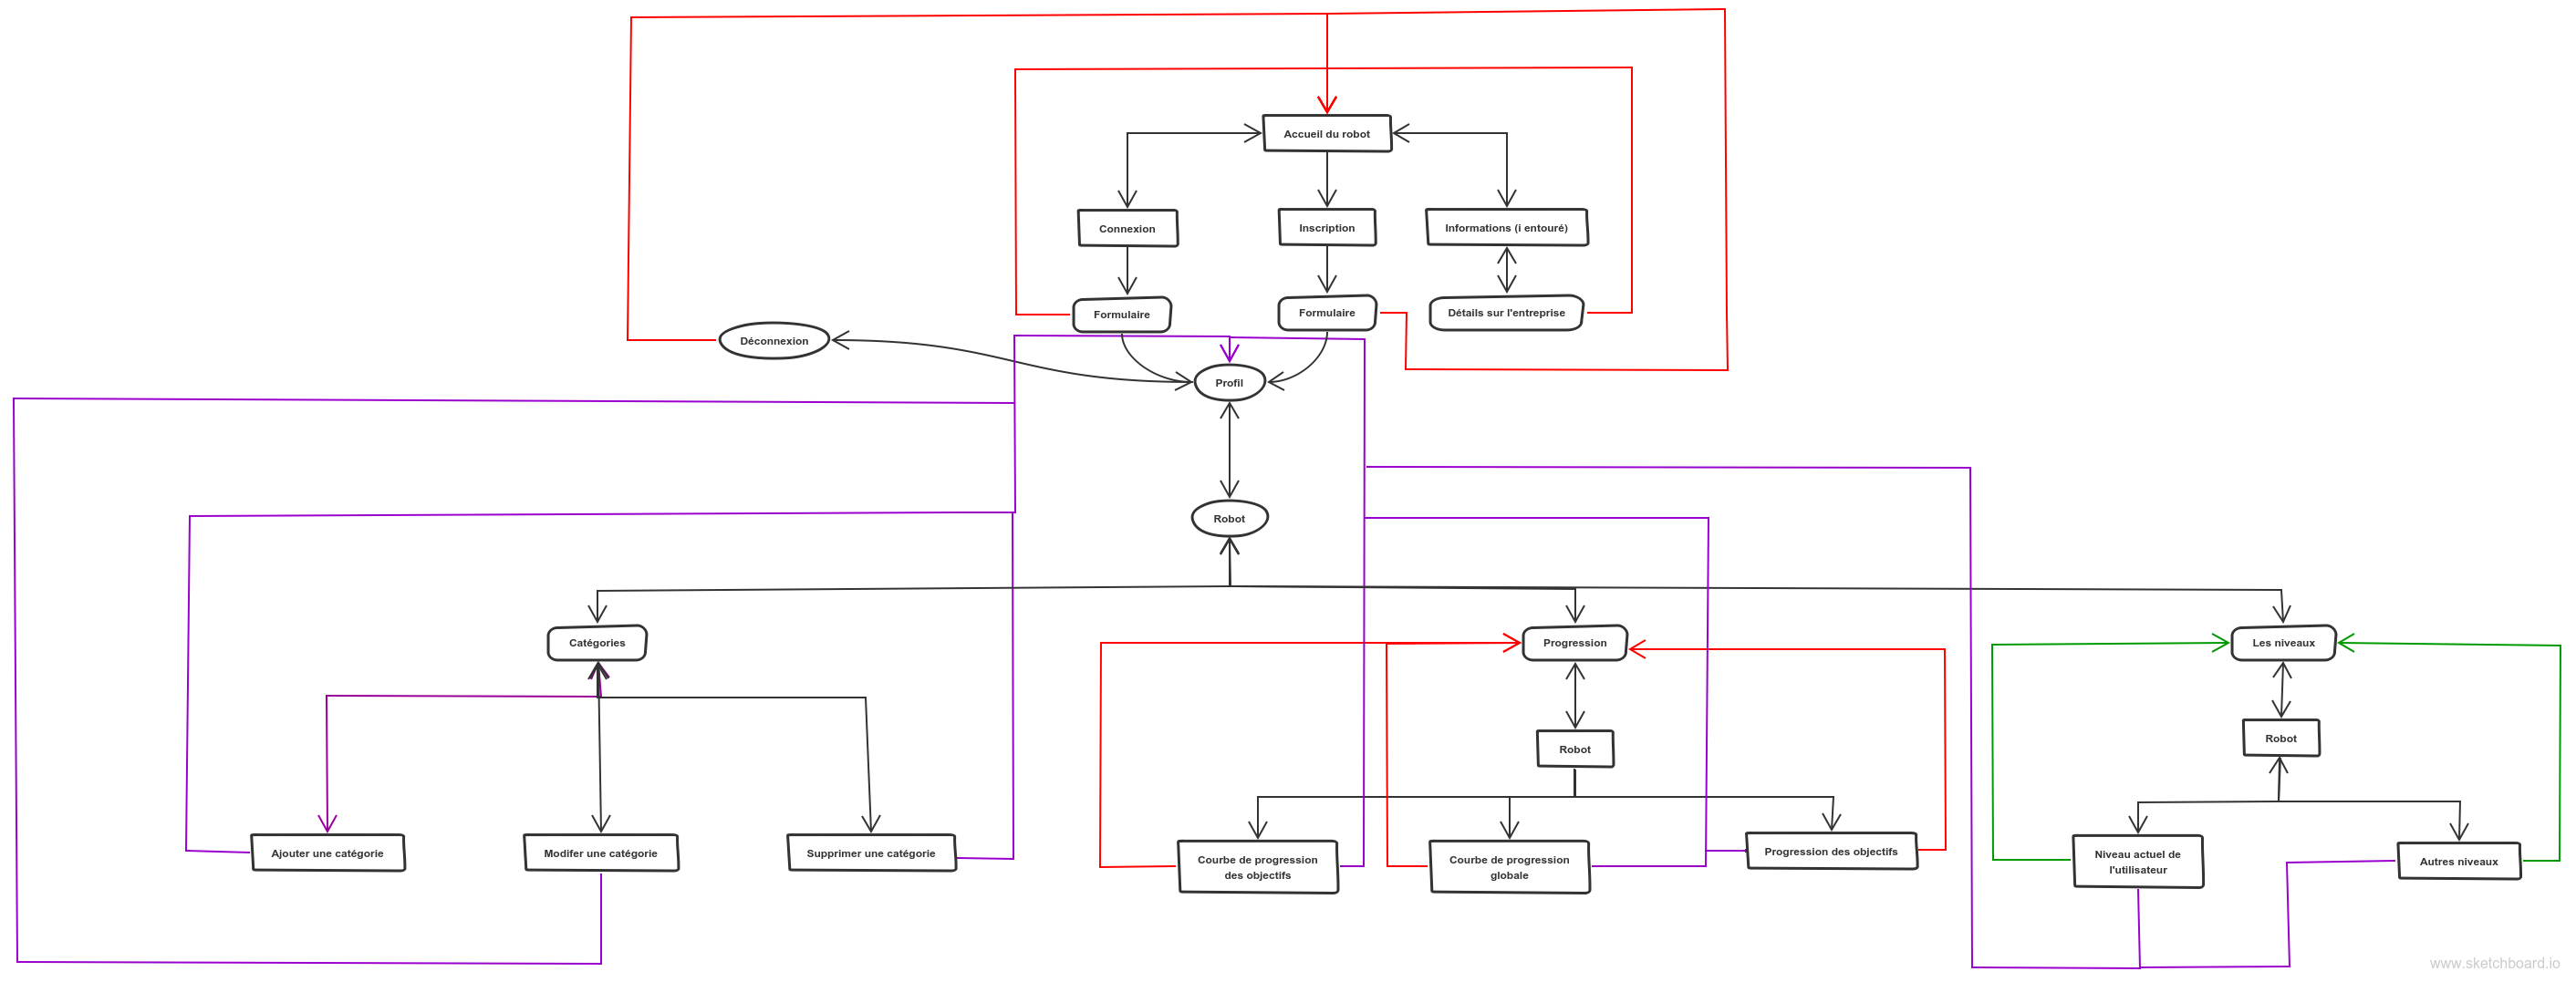 Accueil du robot
Connexion
Inscription
Informations (i entouré)
Formulaire
Formulaire
Détails sur l'entreprise
Déconnexion
Profil
Robot
Catégories
Progression
Les niveaux
Robot
Robot
Ajouter une catégorie
Modifer une catégorie
Supprimer une catégorie
Courbe de progression
des objectifs
Courbe de progression
globale
Progression des objectifs
Niveau actuel de
l'utilisateur
Autres niveaux
www.sketchboard.io